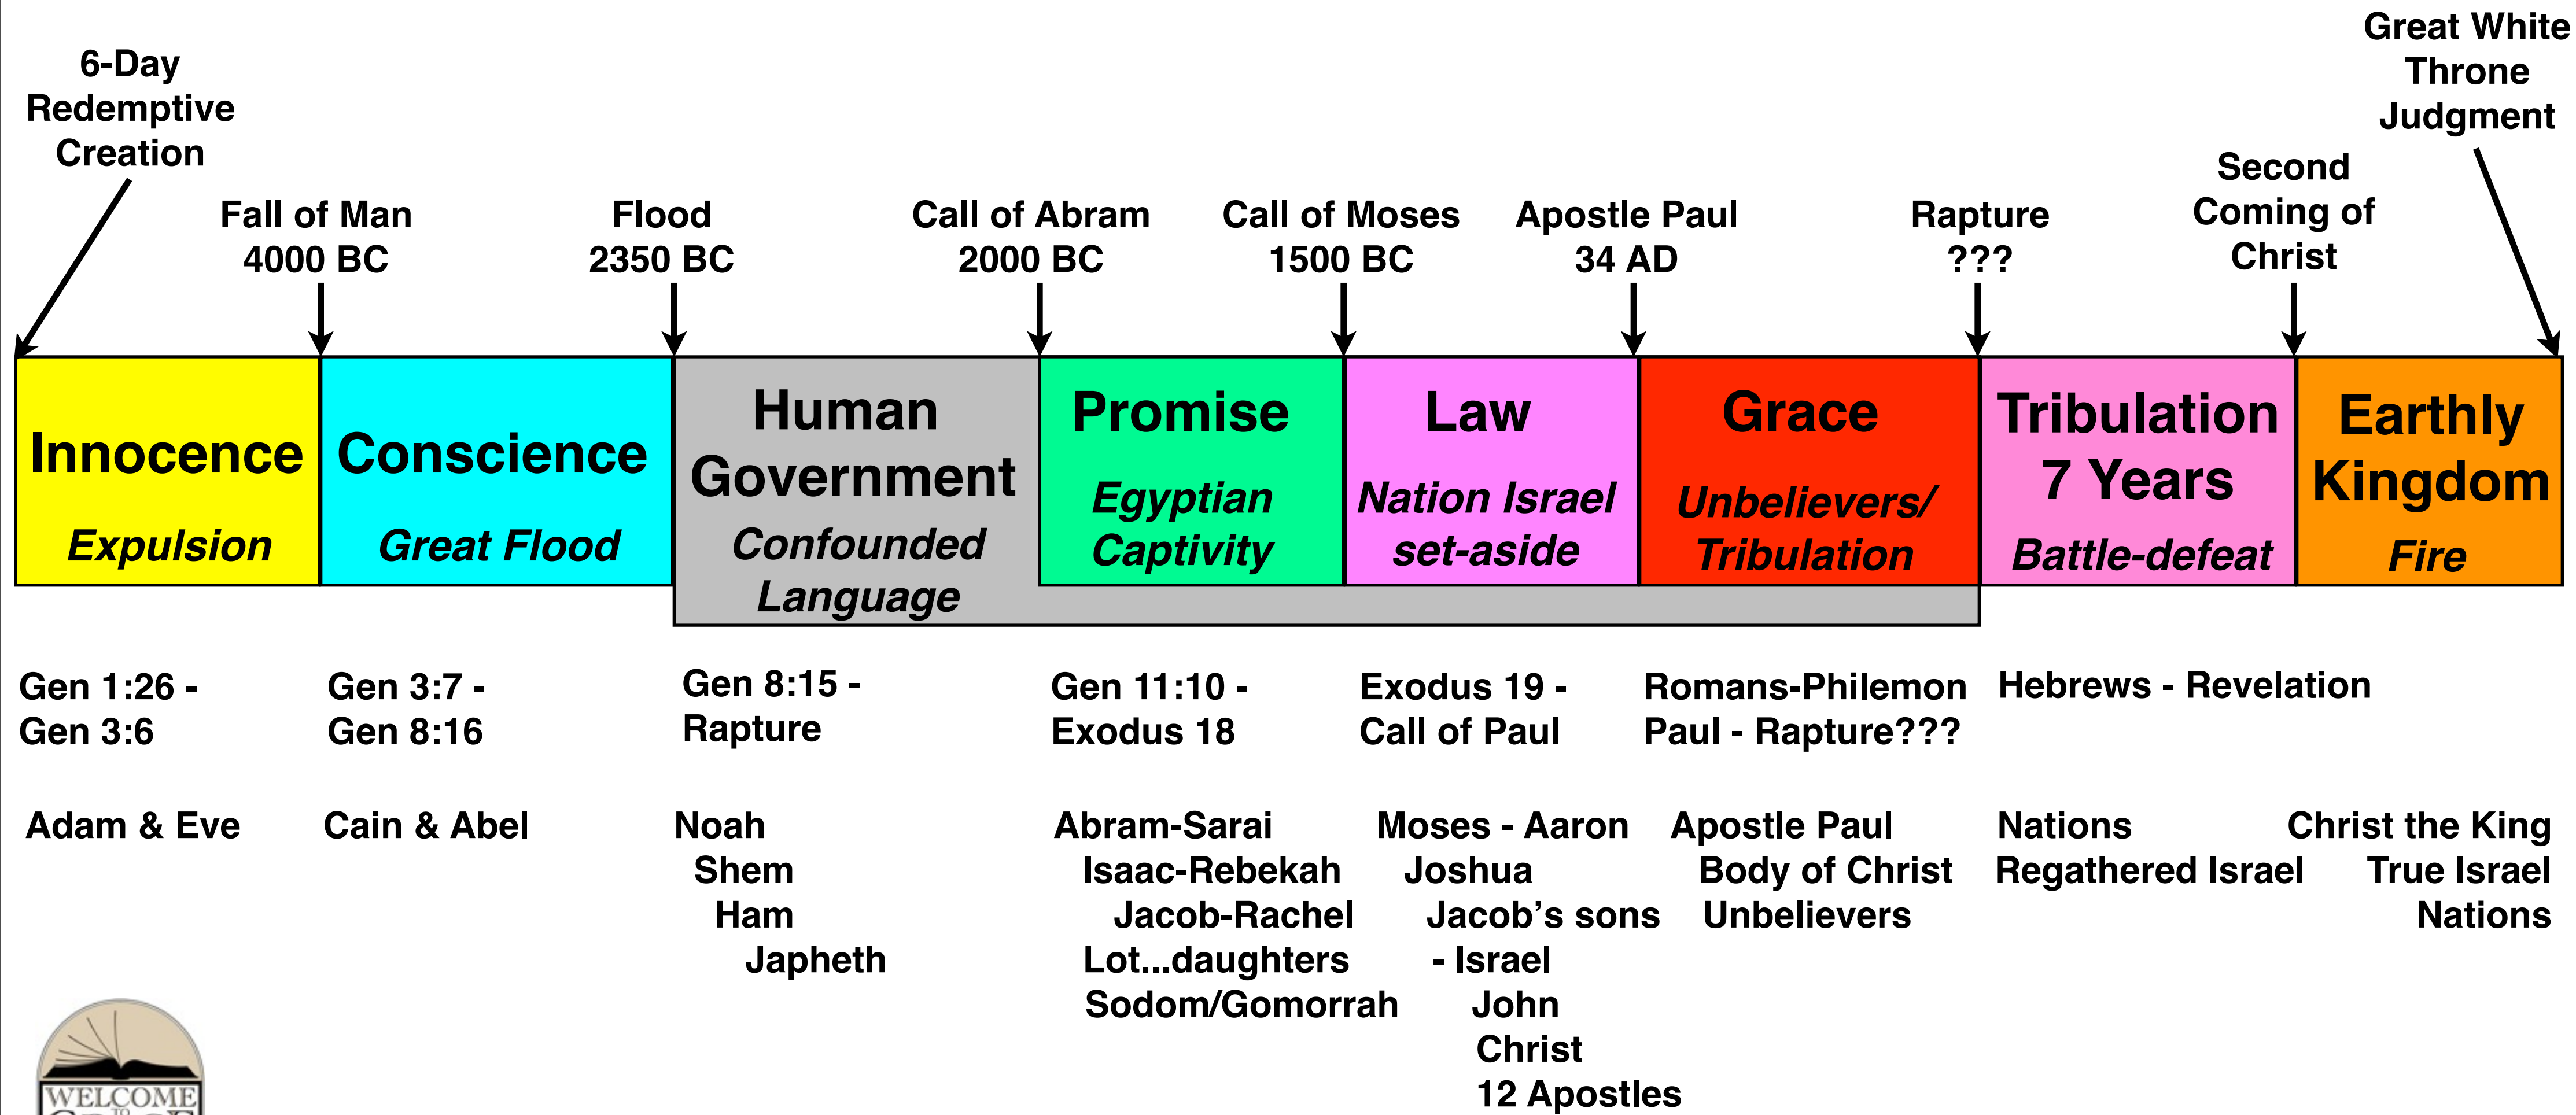 6-Day
Redemptive
Creation
Fall of Man
4000 BC
Flood
2350 BC
Call of Abram
2000 BC
Call of Moses
1500 BC
Apostle Paul
34 AD
Rapture
???
Second
Coming of
Christ
Great White
Throne
Judgment
Innocence
Expulsion
Conscience
Great Flood
Human
Government
Confounded
Language
Promise
Egyptian
Captivity
Law
Nation Israel
set-aside
Grace
Unbelievers/
Tribulation
Tribulation
7 Years
Battle-defeat
Earthly
Kingdom
Fire
Gen 1:26 -
Gen 3:6
Gen 3:7 -
Gen 8:16
Gen 8:15 -
Rapture
Gen 11:10 -
Exodus 18
Exodus 19 -
Call of Paul
Romans-Philemon
Paul - Rapture???
Hebrews - Revelation
Adam & Eve
Cain & Abel
Noah
Shem
Ham
Japheth
Abram-Sarai
Isaac-Rebekah
Jacob-Rachel
Lot...daughters
Sodom/Gomorrah
Moses - Aaron
Joshua
Jacob's sons
- Israel
John
Christ
12 Apostles
Apostle Paul
Body of Christ
Unbelievers
Nations
Regathered Israel
Christ the King
True Israel
Nations
WELCOME
TO